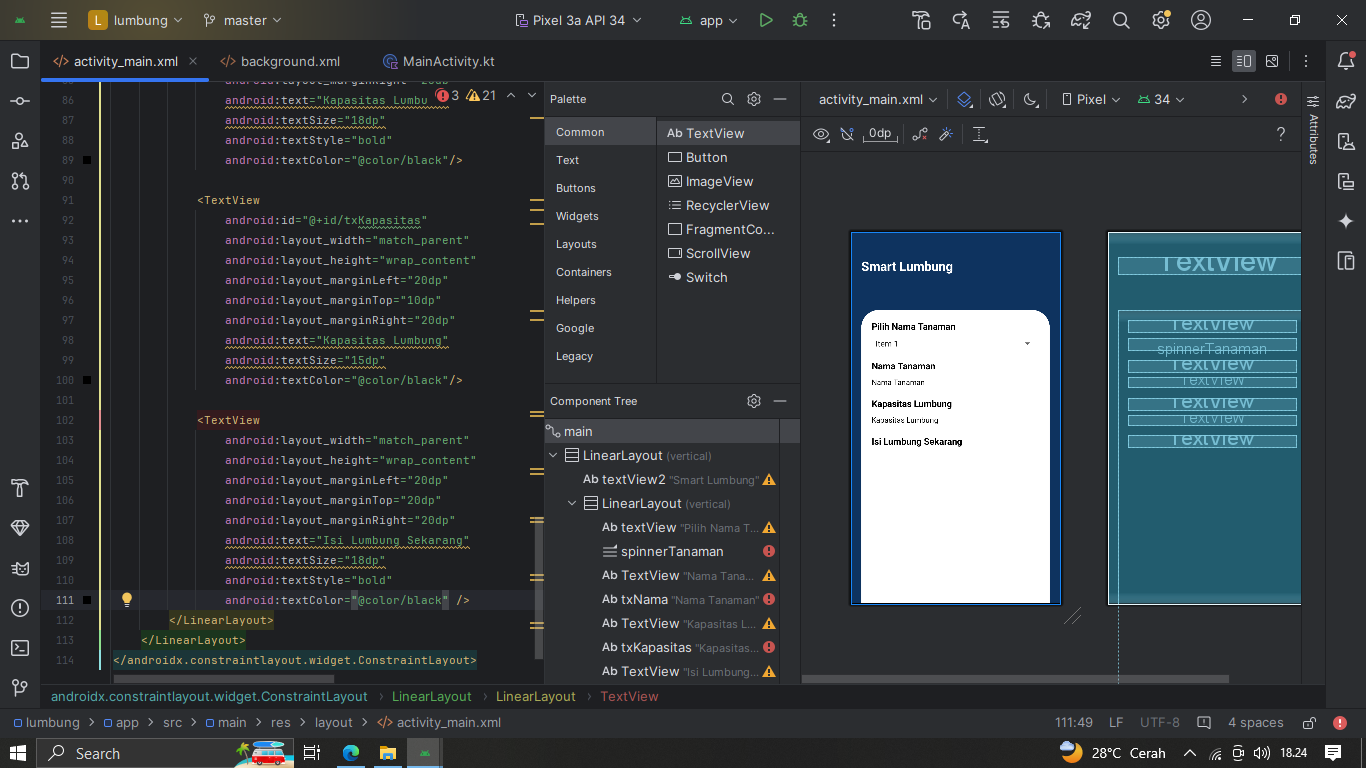 L lumbung master Pixel 3a API 34 app
activity_main.xml background.xml MainActivity.kt
86 android:text="Kapasitas Lumbu 3 21
87 android:textSize="18dp"
88 android:textStyle="bold"
89 android:textColor="@color/black"/>
90
91 <TextView
92 android:id="@+id/txKapasitas"
93 android:layout_width="match_parent"
94 android:layout_height="wrap_content"
95 android:layout_marginLeft="20dp"
96 android:layout_marginTop="10dp"
97 android:layout_marginRight="20dp"
98 android:text="Kapasitas Lumbung"
99 android:textSize="15dp"
100 android:textColor="@color/black"/>
101
102 <TextView
103 android:layout_width="match_parent"
104 android:layout_height="wrap_content"
105 android:layout_marginLeft="20dp"
106 android:layout_marginTop="20dp"
107 android:layout_marginRight="20dp"
108 android:text="Isi Lumbung Sekarang"
109 android:textSize="18dp"
110 android:textStyle="bold"
111 android:textColor="@color/black" />
112 </LinearLayout>
113 </LinearLayout>
114 </androidx.constraintlayout.widget.ConstraintLayout>
Palette
Common
Text
Buttons
Widgets
Layouts
Containers
Helpers
Google
Legacy
Ab TextView
Button
ImageView
RecyclerView
FragmentCo...
ScrollView
Switch
Component Tree
main
LinearLayout (vertical)
Ab textView2 "Smart Lumbung"
LinearLayout (vertical)
Ab textView "Pilih Nama T...
spinnerTanaman
Ab TextView "Nama Tana...
Ab txNama "Nama Tanaman"
Ab TextView "Kapasitas L...
Ab txKapasitas "Kapasitas...
Ab TextView "Isi Lumbung...
activity_main.xml Pixel 34
0dp ?
Smart Lumbung
Pilih Nama Tanaman
Item 1
Nama Tanaman
Nama Tanaman
Kapasitas Lumbung
Kapasitas Lumbung
Isi Lumbung Sekarang
TextView
TextView
spinnerTanaman
TextView
TextView
TextView
TextView
TextView
Attributes
androidx.constraintlayout.widget.ConstraintLayout > LinearLayout > LinearLayout > TextView
lumbung > app > src > main > res > layout > activity_main.xml 111:49 LF UTF-8 4 spaces
Search 28°C Cerah 18.24